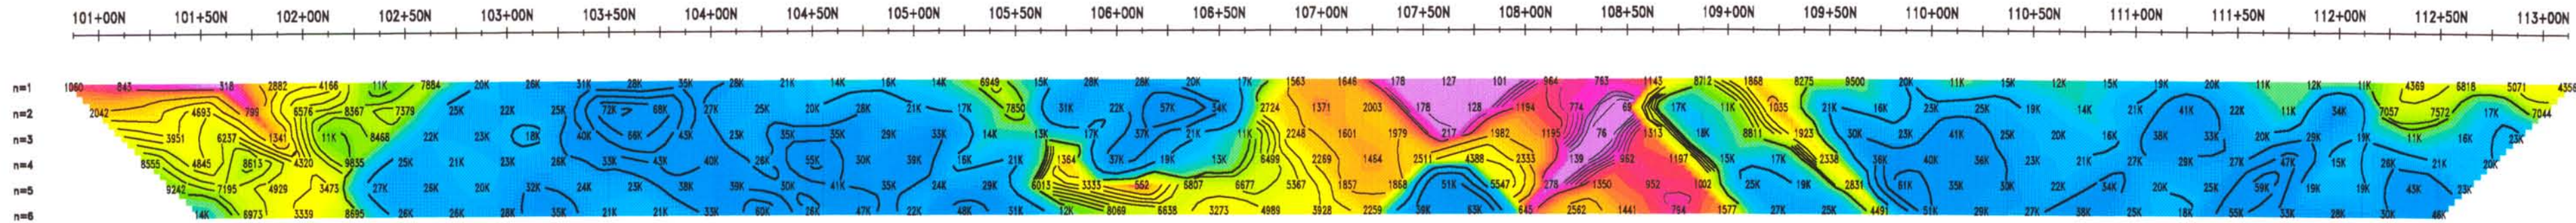 101+00N 101+50N 102+00N 102+50N 103+00N 103+50N 104+00N 104+50N 105+00N 105+50N 106+00N 106+50N 107+00N 107+50N 108+00N 108+50N 109+00N 109+50N 110+00N 110+50N 111+00N 111+50N 112+00N 112+50N 113+00N
n=1 1060 843 318 2882 4166 11K 7884 20K 26K 31K 28K 35K 28K 21K 14K 16K 14K 6949 15K 28K 28K 20K 17K 1563 1646 178 127 101 964 763 1143 8712 1868 8275 9500 20K 11K 15K 12K 15K 19K 20K 11K 12K 11K 4369 6818 5071 4356
n=2 2042 4693 799 6576 8367 7379 25K 22K 25K 72K 68K 27K 25K 20K 28K 21K 17K 7850 31K 22K 57K 34K 2724 1371 2003 178 128 1194 774 69 17K 11K 1035 21K 16K 25K 25K 19K 14K 22K 41K 22K 11K 34K 7057 7572 17K 7044
n=3 3951 6237 1341 11K 8468 22K 23K 18K 40K 66K 43K 23K 35K 35K 29K 33K 14K 13K 17K 37K 21K 11K 2248 1601 1979 217 1982 1195 76 1313 18K 8811 1923 30K 23K 41K 25K 20K 16K 38K 33K 20K 29K 19K 11K 16K 23K
n=4 8555 4845 8613 4320 9835 25K 21K 23K 26K 33K 43K 40K 26K 55K 30K 39K 16K 21K 1364 37K 19K 13K 6499 2269 1464 2511 4388 2333 139 962 1197 15K 17K 2338 36K 40K 36K 23K 21K 27K 29K 27K 47K 15K 26K 21K 20K
n=5 9242 7195 4929 3473 27K 26K 20K 32K 24K 23K 38K 39K 30K 41K 35K 24K 29K 6013 3333 562 6807 6677 5367 1857 1868 51K 5547 278 1350 952 1002 25K 19K 2831 61K 35K 30K 22K 34K 20K 25K 59K 19K 19K 43K 23K
n=6 14K 6973 3339 8695 26K 26K 28K 35K 21K 21K 33K 60K 26K 47K 22K 48K 31K 12K 8069 6638 3273 4989 3928 2259 39K 63K 645 2562 1441 794 1577 27K 25K 4491 51K 29K 27K 38K 25K 18K 55K 33K 28K 30K